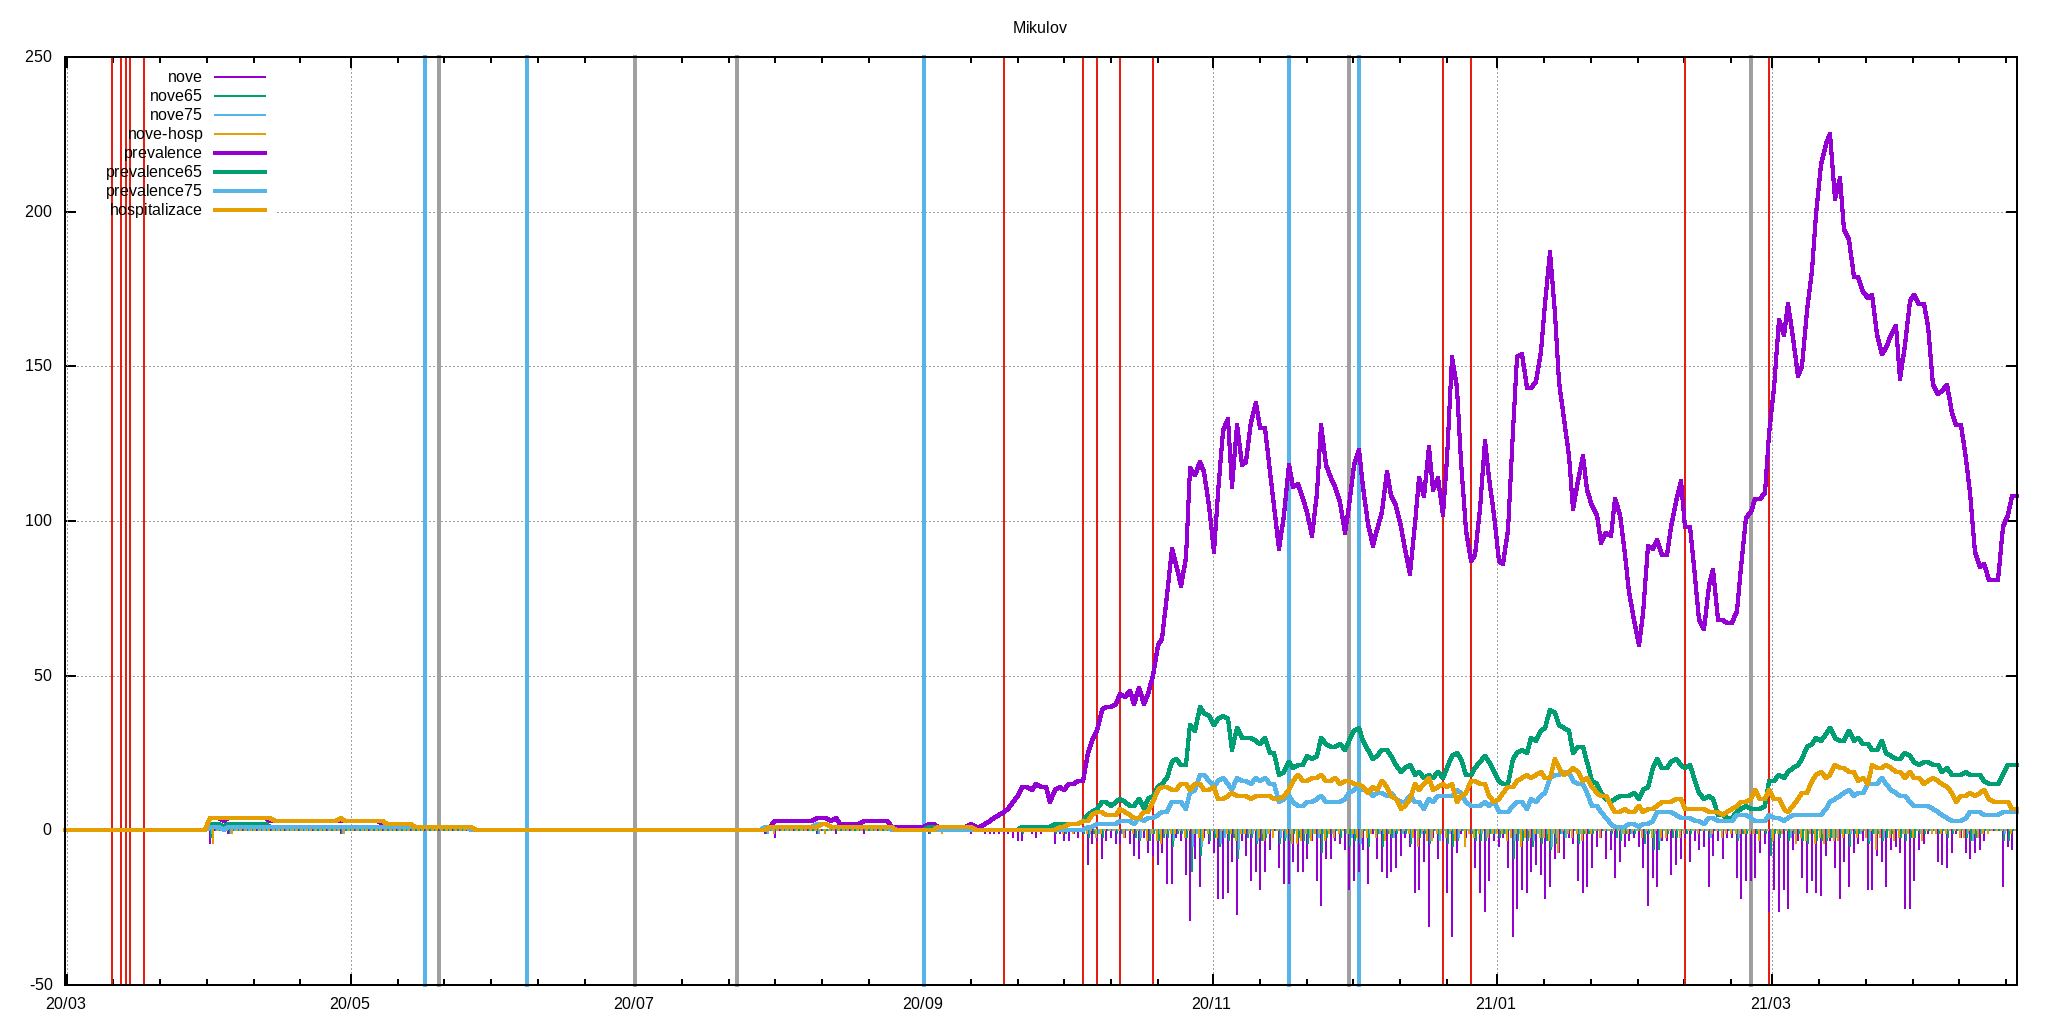 Mikulov
250
nove
nove65
nove75
nove-hosp
prevalence
prevalence65
prevalence75
hospitalizace
200
150
100
50
0
-50
20/03 20/05 20/07 20/09 20/11 21/01 21/03